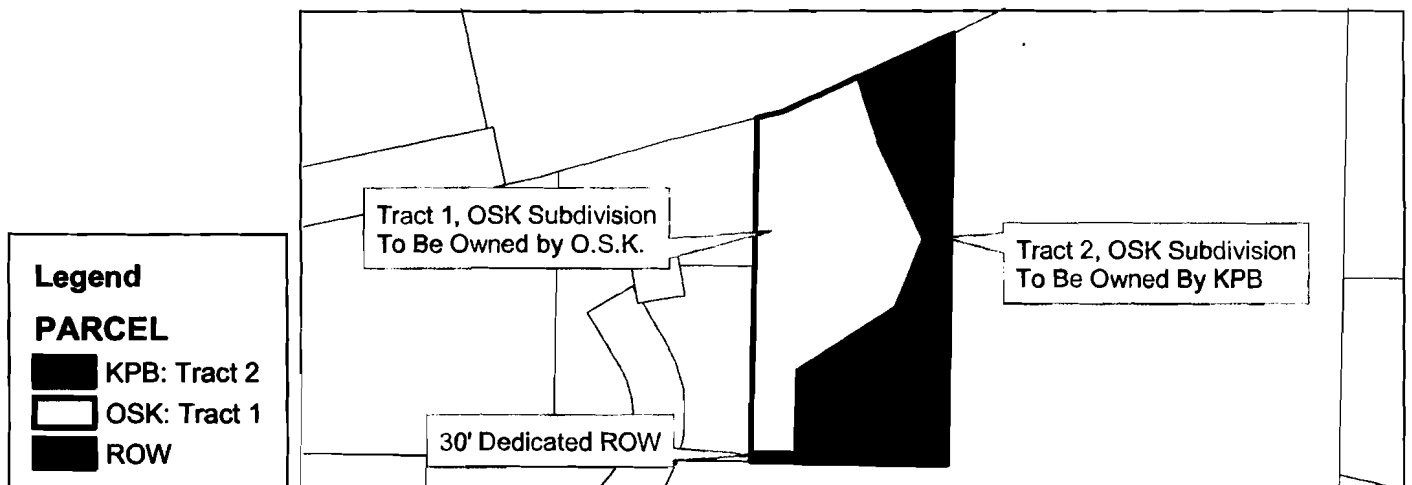 Tract 1, OSK Subdivision
To Be Owned by O.S.K.
Tract 2, OSK Subdivision
To Be Owned By KPB
Legend
PARCEL
KPB: Tract 2
OSK: Tract 1
ROW
30' Dedicated ROW